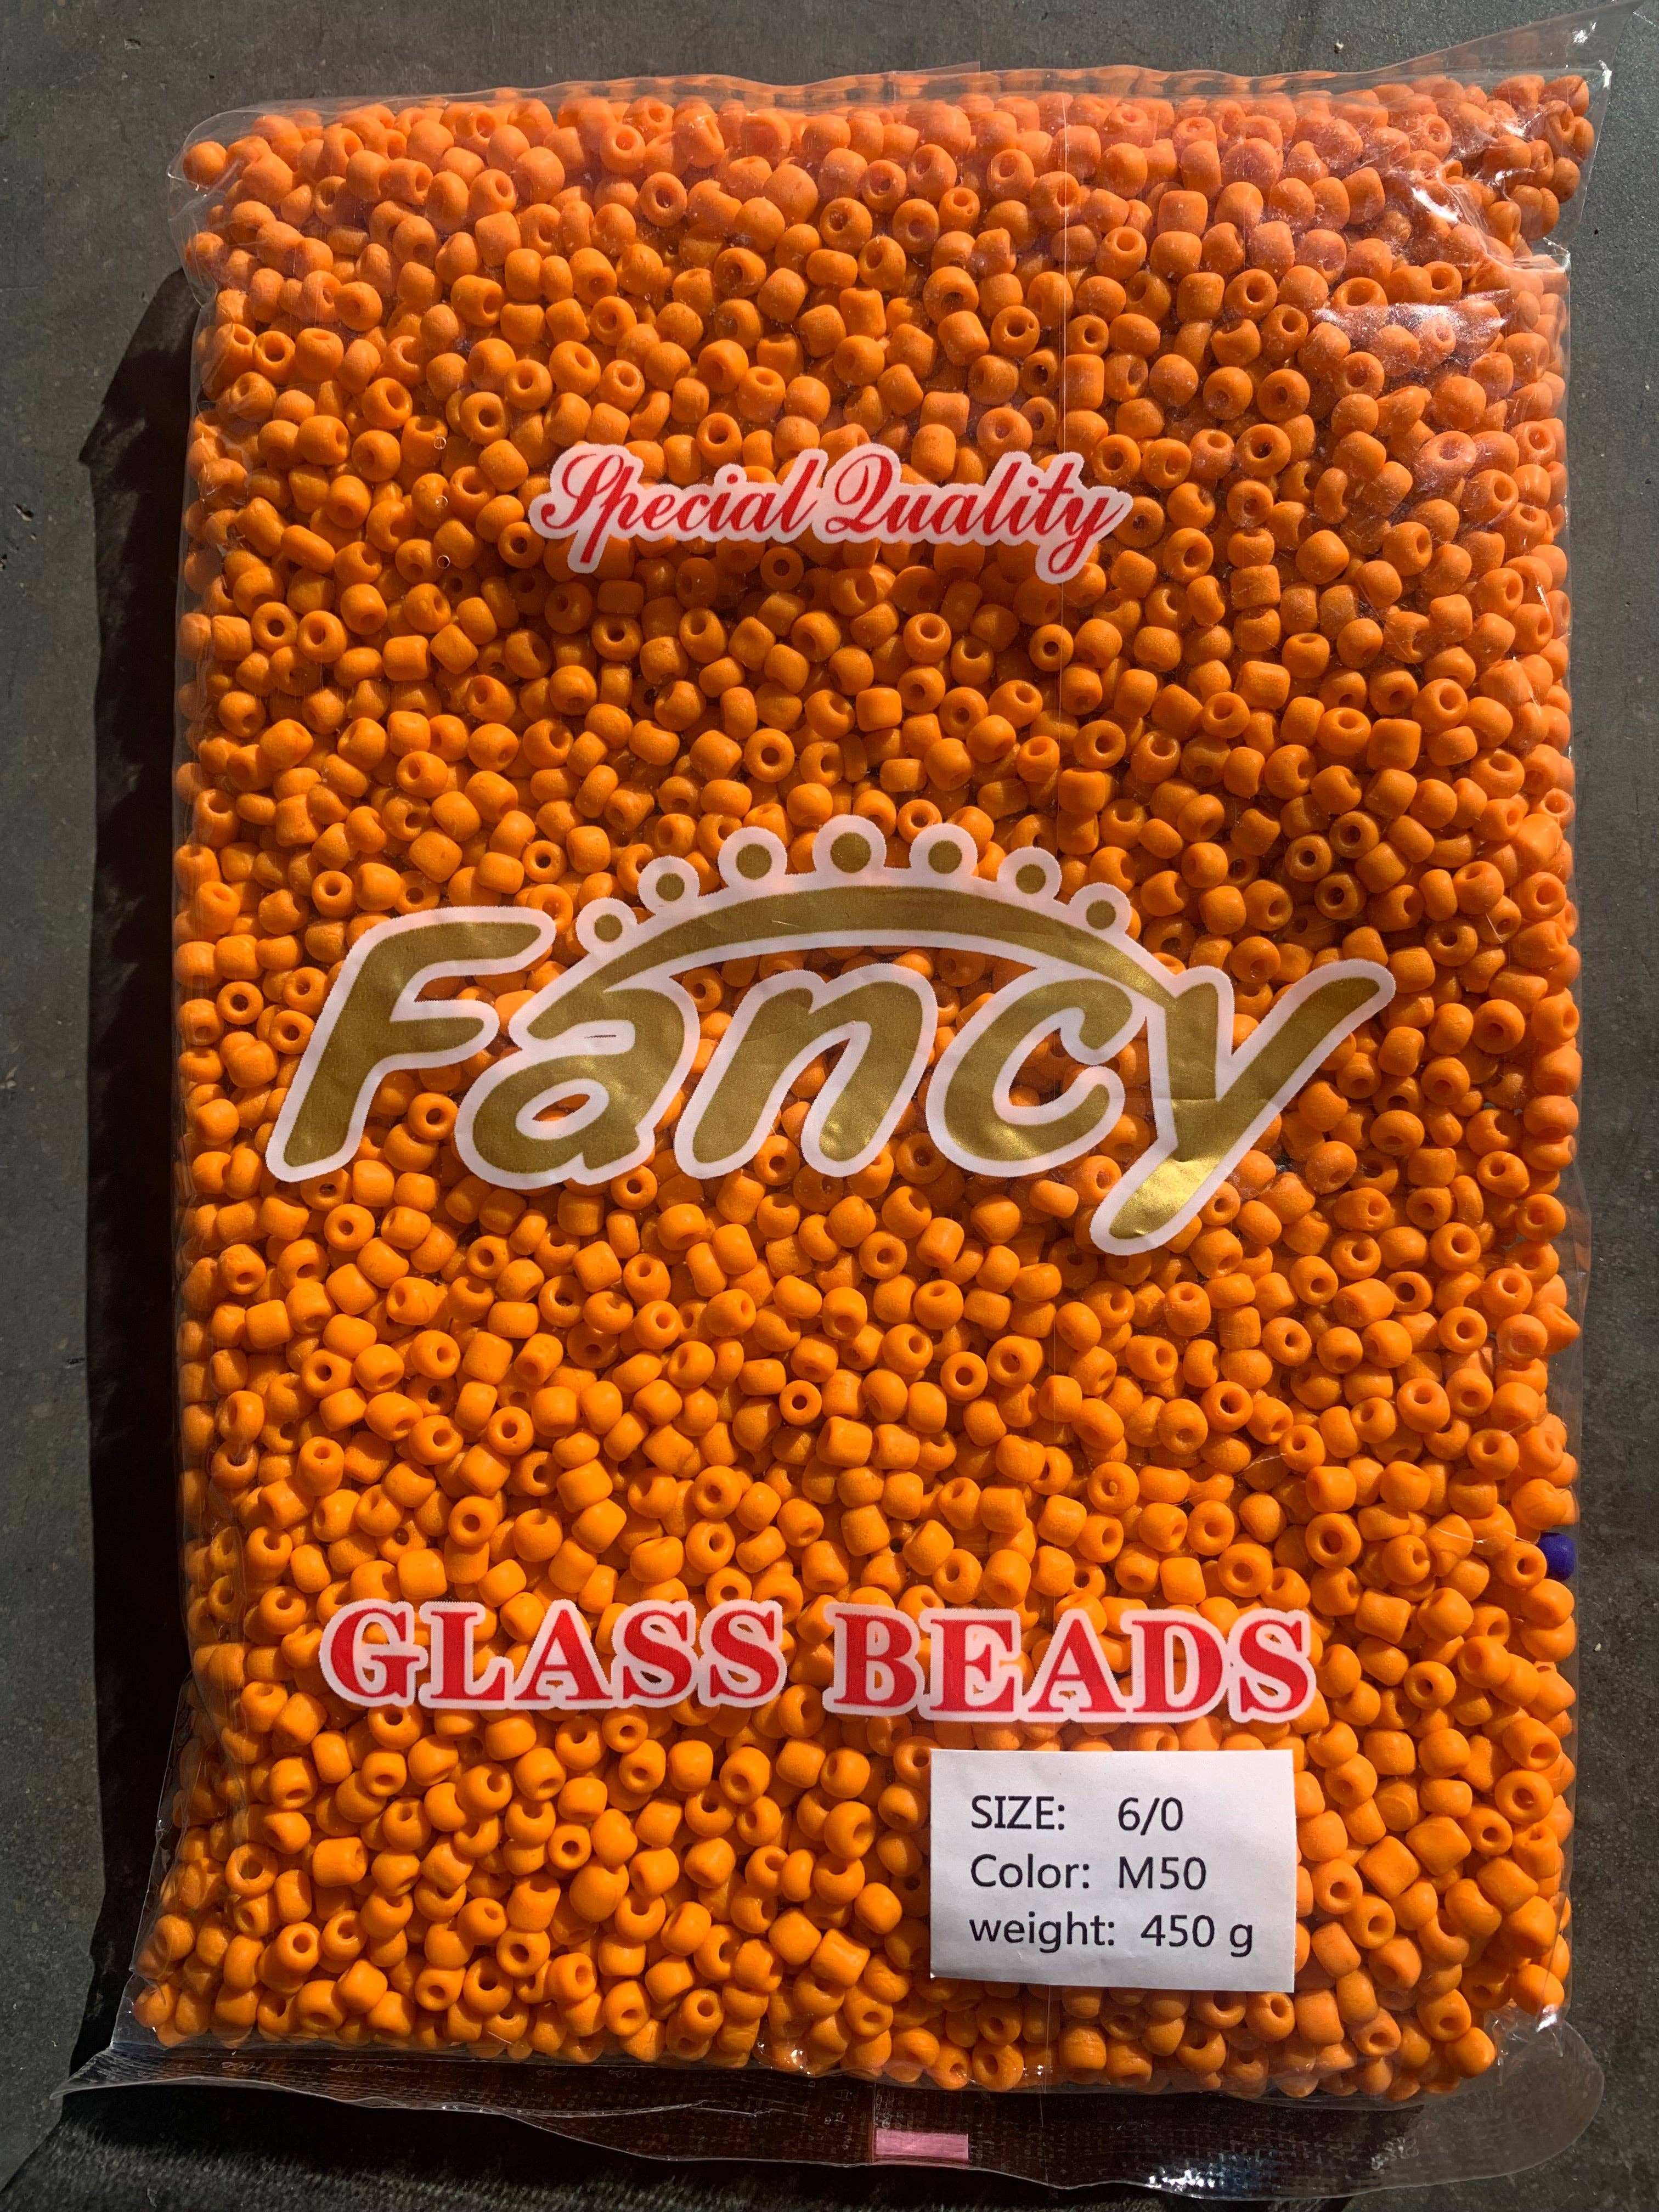 Special Quality
Fancy
GLASS BEADS
SIZE: 6/0
Color: M50
weight: 450 g